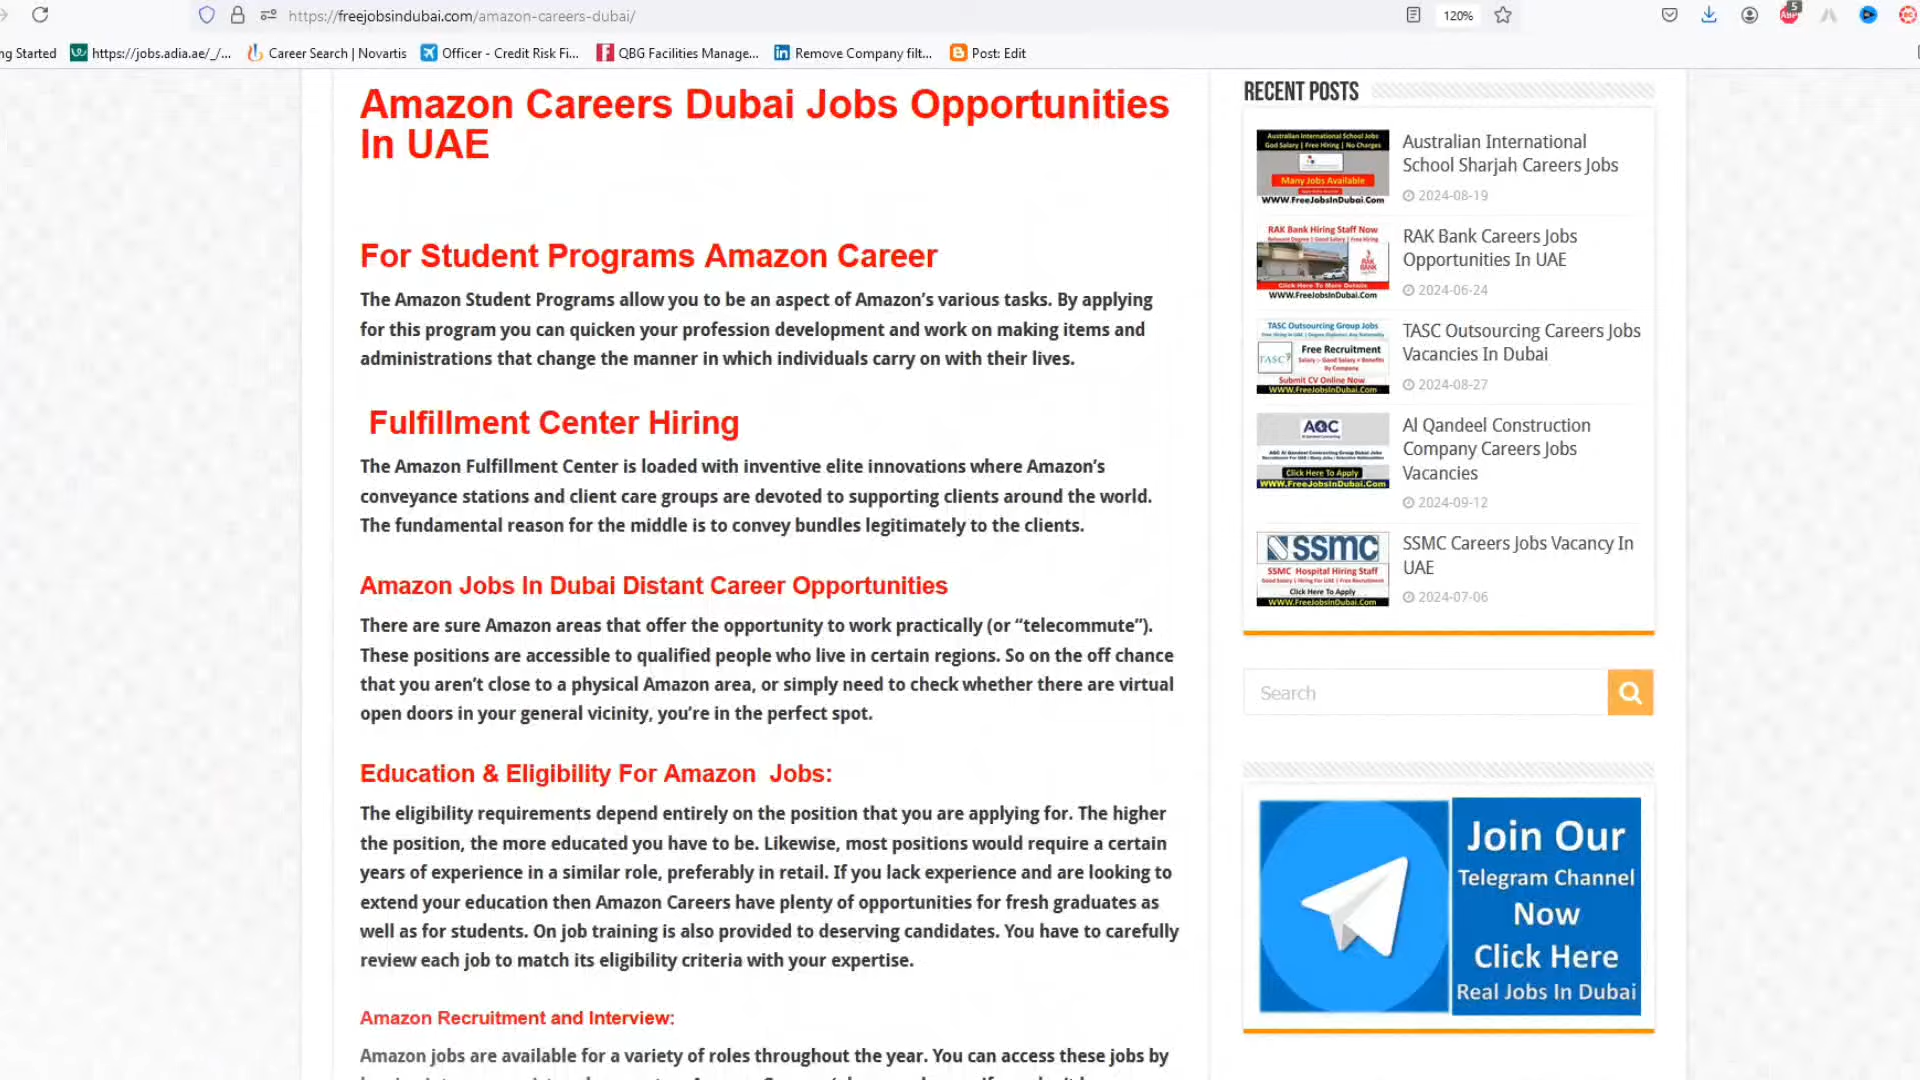 https://freejobsindubai.com/amazon-careers-dubai/
120%
5
ng Started
https://jobs.adia.ae/_/...
Career Search | Novartis
Officer - Credit Risk Fi...
QBG Facilities Manage...
Remove Company filt...
Post: Edit
Amazon Careers Dubai Jobs Opportunities
In UAE
For Student Programs Amazon Career
The Amazon Student Programs allow you to be an aspect of Amazon’s various tasks. By applying
for this program you can quicken your profession development and work on making items and
administrations that change the manner in which individuals carry on with their lives.
Fulfillment Center Hiring
The Amazon Fulfillment Center is loaded with inventive elite innovations where Amazon’s
conveyance stations and client care groups are devoted to supporting clients around the world.
The fundamental reason for the middle is to convey bundles legitimately to the clients.
Amazon Jobs In Dubai Distant Career Opportunities
There are sure Amazon areas that offer the opportunity to work practically (or “telecommute”).
These positions are accessible to qualified people who live in certain regions. So on the off chance
that you aren’t close to a physical Amazon area, or simply need to check whether there are virtual
open doors in your general vicinity, you’re in the perfect spot.
Education & Eligibility For Amazon  Jobs:
The eligibility requirements depend entirely on the position that you are applying for. The higher
the position, the more educated you have to be. Likewise, most positions would require a certain
years of experience in a similar role, preferably in retail. If you lack experience and are looking to
extend your education then Amazon Careers have plenty of opportunities for fresh graduates as
well as for students. On job training is also provided to deserving candidates. You have to carefully
review each job to match its eligibility criteria with your expertise.
Amazon Recruitment and Interview:
Amazon jobs are available for a variety of roles throughout the year. You can access these jobs by
RECENT POSTS
Australian International School Jobs
God Salary | Free Hiring | No Charges
Many Jobs Available
WWW.FreeJobsInDubai.Com
Australian International
School Sharjah Careers Jobs
2024-08-19
RAK Bank Hiring Staff Now
Relevant Degree | Good Salary | Free Hiring
RAK
BANK
Click Here To More Details
WWW.FreeJobsInDubai.Com
RAK Bank Careers Jobs
Opportunities In UAE
2024-06-24
TASC Outsourcing Group Jobs
Free Hiring In UAE | Degree/Diploma | Any Nationality
TASC
Free Recruitment
Salary :- Good Salary + Benefits
By Company
Submit CV Online Now
WWW.FreeJobsInDubai.Com
TASC Outsourcing Careers Jobs
Vacancies In Dubai
2024-08-27
AQC
Al Qandeel Contracting
AQC Al Qandeel Contracting Group Dubai Jobs
Click Here To Apply
WWW.FreeJobsInDubai.Com
Al Qandeel Construction
Company Careers Jobs
Vacancies
2024-09-12
SSMC
SSMC Hospital Hiring Staff
Good Salary | Hiring For UAE | Free Recruitment
Click Here To Apply
WWW.FreeJobsInDubai.Com
SSMC Careers Jobs Vacancy In
UAE
2024-07-06
Search
Join Our
Telegram Channel
Now
Click Here
Real Jobs In Dubai